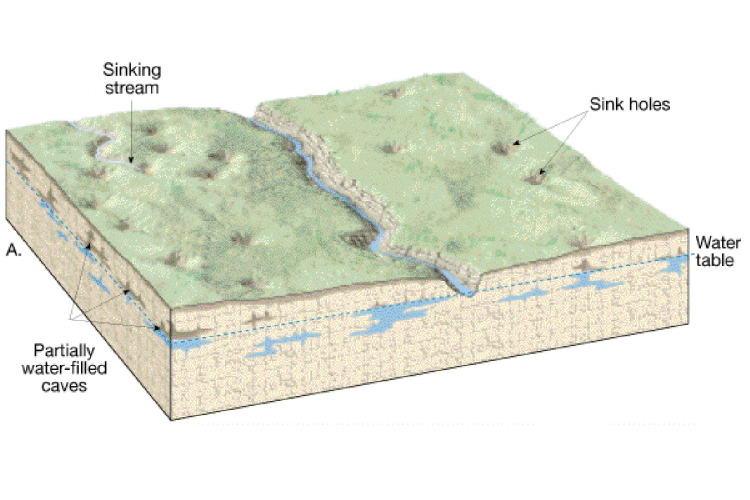 Sinking
stream
Sink holes
A.
Water
table
Partially
water-filled
caves